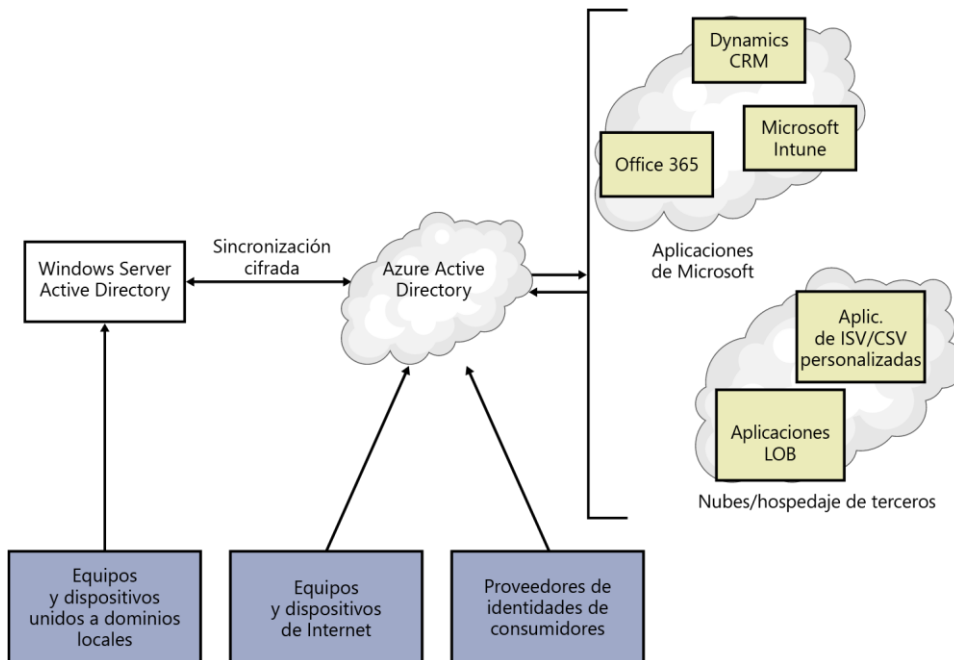 Dynamics
CRM
Microsoft
Intune
Office 365
Aplicaciones
de Microsoft
Sincronización
cifrada
Windows Server
Active Directory
Azure Active
Directory
Aplic.
de ISV/CSV
personalizadas
Aplicaciones
LOB
Nubes/hospedaje de terceros
Equipos
y dispositivos
unidos a dominios
locales
Equipos
y dispositivos
de Internet
Proveedores de
identidades de
consumidores